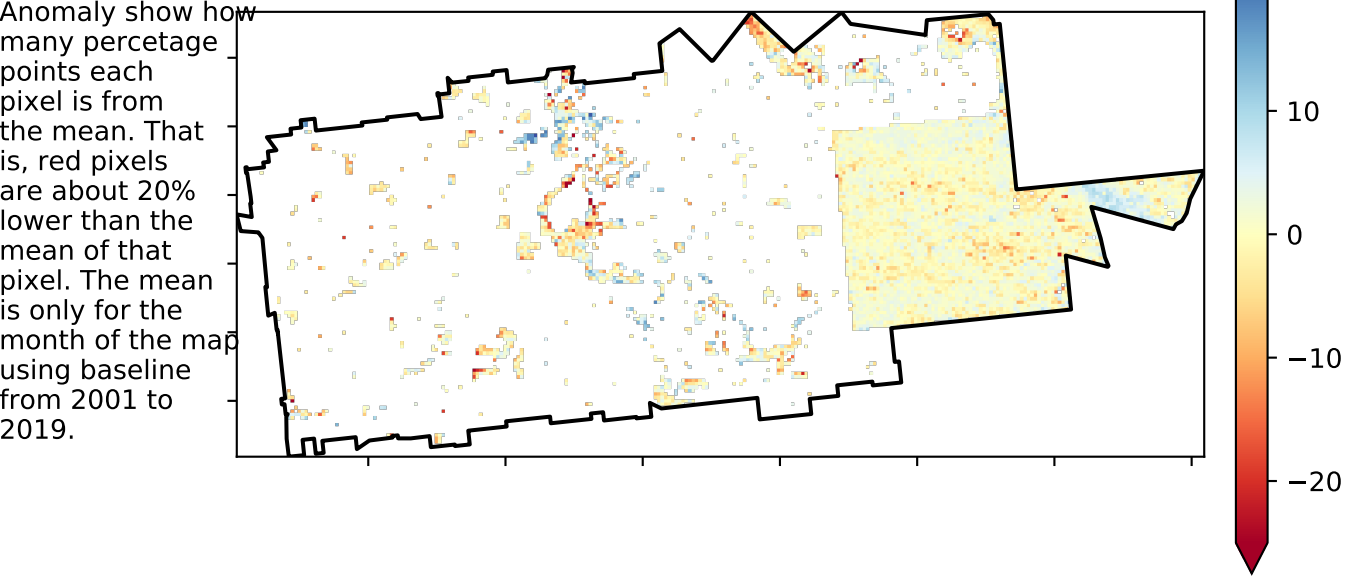 Anomaly show how
many percetage
points each
pixel is from
the mean. That
is, red pixels
are about 20%
lower than the
mean of that
pixel. The mean
is only for the
month of the map
using baseline
from 2001 to
2019.
10
0
−10
−20